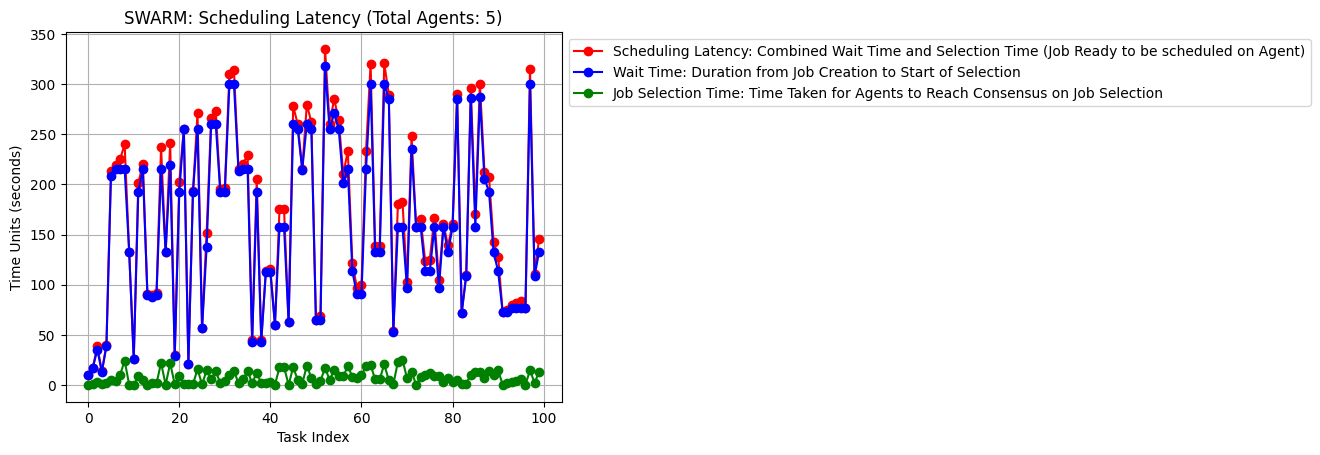 SWARM: Scheduling Latency (Total Agents: 5)
Scheduling Latency: Combined Wait Time and Selection Time (Job Ready to be scheduled on Agent)
Wait Time: Duration from Job Creation to Start of Selection
Job Selection Time: Time Taken for Agents to Reach Consensus on Job Selection
Time Units (seconds)
350
300
250
200
150
100
50
0
0 20 40 60 80 100
Task Index